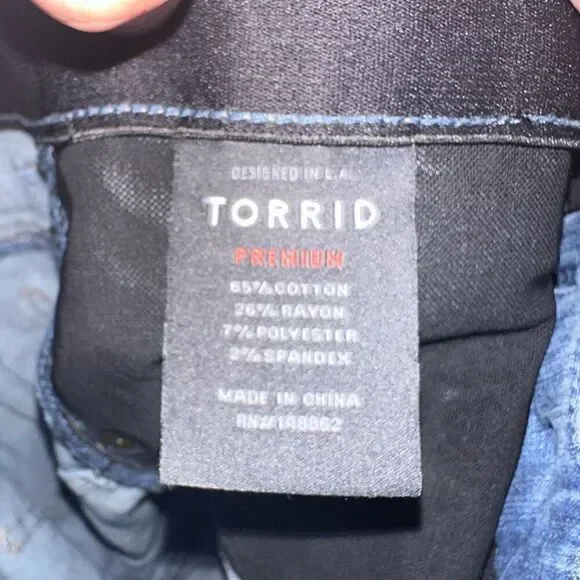 DESIGNED IN L.A.
TORRID
PREMIUM
65% COTTON
26% RAYON
7% POLYESTER
2% SPANDEX
MADE IN CHINA
RN#148862